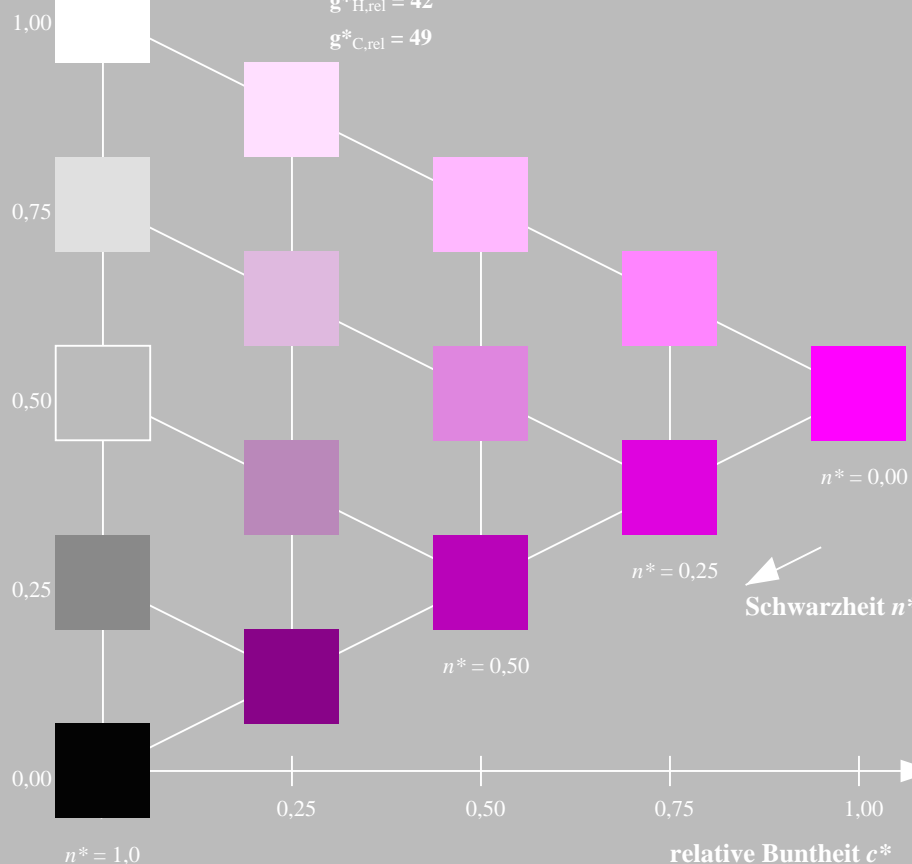 g*H,rel = 42
1,00
g*C,rel = 49
0,75
0,50
n* = 0,00
n* = 0,25
0,25
Schwarzheit n*
n* = 0,50
0,00
0,25
0,50
0,75
1,00
n* = 1,0
relative Buntheit c*